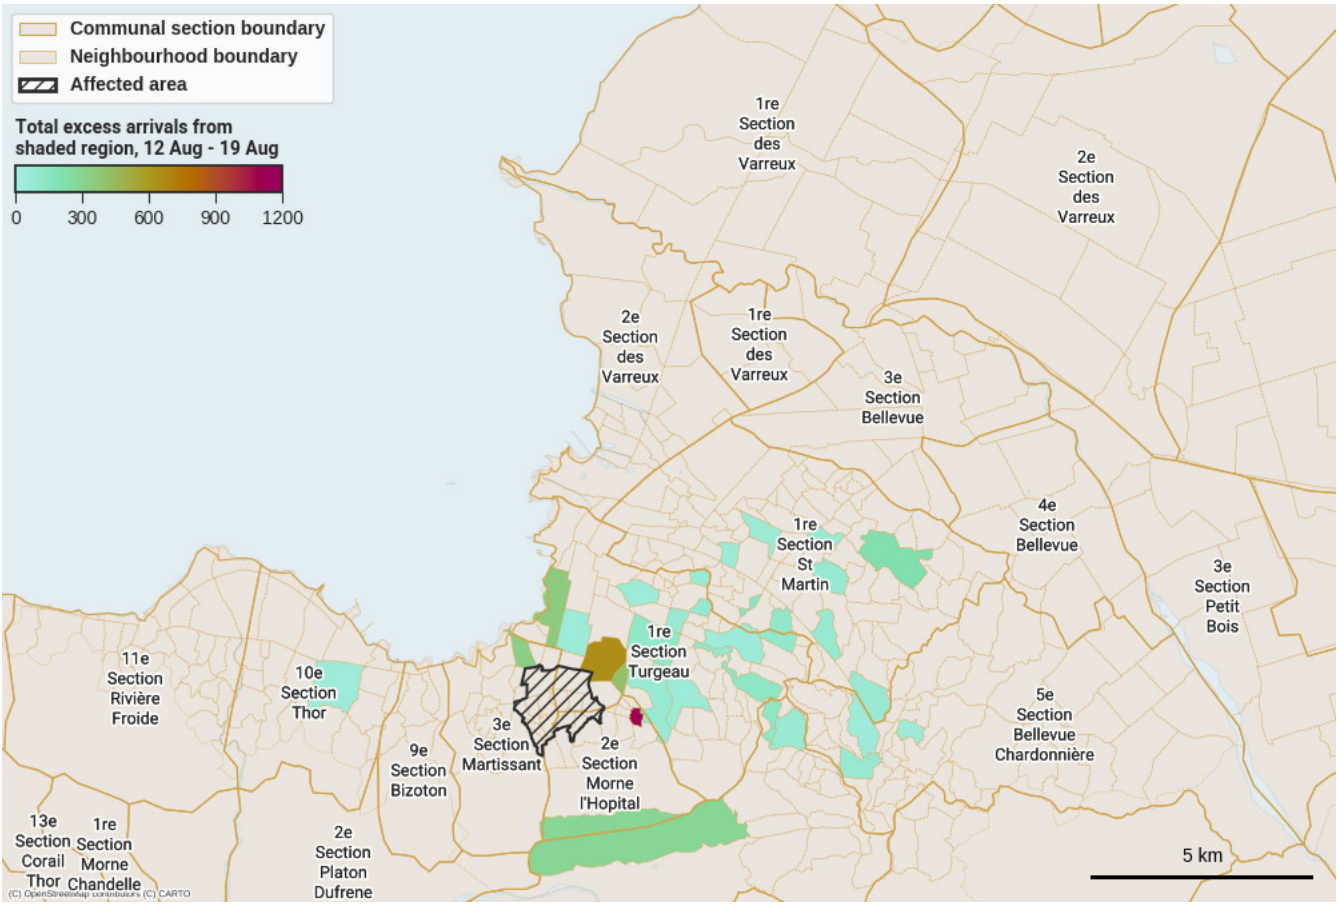 Communal section boundary
Neighbourhood boundary
Affected area
Total excess arrivals from
shaded region, 12 Aug - 19 Aug
0 300 600 900 1200
1re
Section
des
Varreux
2e
Section
des
Varreux
2e
Section
des
Varreux
1re
Section
des
Varreux
3e
Section
Bellevue
4e
Section
Bellevue
1re
Section
St
Martin
3e
Section
Petit
Bois
1re
Section
Turgeau
11e
Section
Rivière
Froide
10e
Section
Thor
5e
Section
Bellevue
Chardonnière
3e
Section
Martissant
2e
Section
Morne
l'Hopital
9e
Section
Bizoton
13e
Section
Corail
Thor
1re
Section
Morne
Chandelle
2e
Section
Platon
Dufrene
5 km
(C) OpenStreetMap contributors (C) CARTO